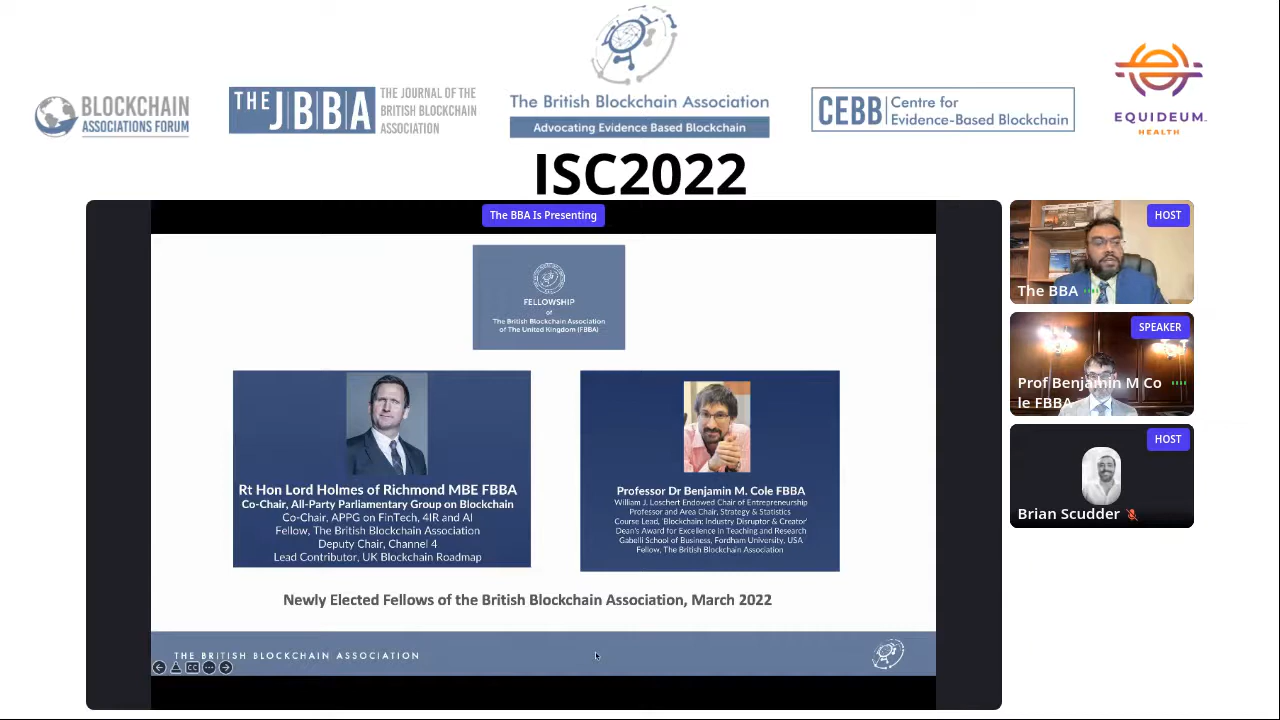 BLOCKCHAIN
ASSOCIATIONS FORUM
THE JBBA
THE JOURNAL OF THE
BRITISH BLOCKCHAIN
ASSOCIATION
The British Blockchain Association
Advocating Evidence Based Blockchain
CEBB
Centre for
Evidence-Based Blockchain
EQUIDEUM
HEALTH
ISC2022
The BBA Is Presenting
FELLOWSHIP
of
The British Blockchain Association
of The United Kingdom (FBBA)
Rt Hon Lord Holmes of Richmond MBE FBBA
Co-Chair, All-Party Parliamentary Group on Blockchain
Co-Chair, APPG on FinTech, 4IR and AI
Fellow, The British Blockchain Association
Deputy Chair, Channel 4
Lead Contributor, UK Blockchain Roadmap
Professor Dr Benjamin M. Cole FBBA
William J. Loschert Endowed Chair of Entrepreneurship
Professor and Area Chair, Strategy & Statistics
Course Lead, 'Blockchain: Industry Disruptor & Creator'
Dean's Award for Excellence in Teaching and Research
Gabelli School of Business, Fordham University, USA
Fellow, The British Blockchain Association
Newly Elected Fellows of the British Blockchain Association, March 2022
THE BRITISH BLOCKCHAIN ASSOCIATION
CC
HOST
The BBA
SPEAKER
Prof Benjamin M Co
le FBBA
HOST
Brian Scudder